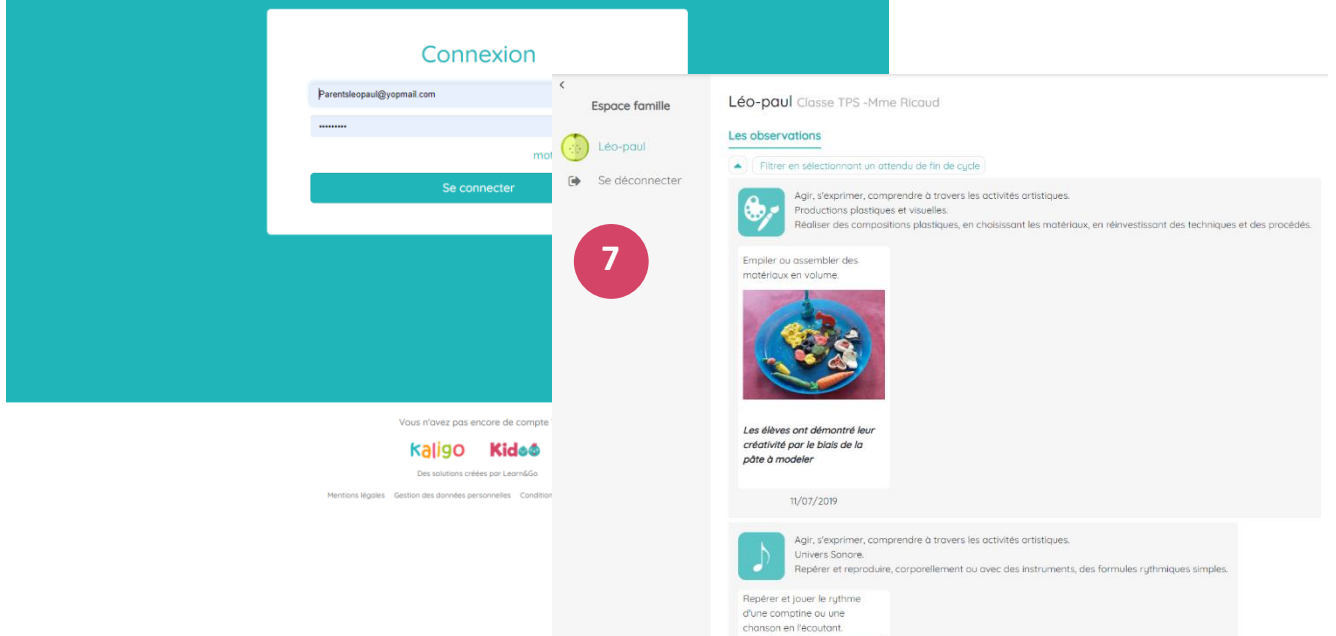 Connexion
Parentsleopaul@yopmail.com
•••••••••
mot
Se connecter
Vous n'avez pas encore de compte
Kaligo Kidoo
Des solutions créées par Learn&Go
Mentions légales Gestion des données personnelles Condition
Espace famille
Léo-paul
Se déconnecter
7
Léo-paul Classe TPS -Mme Ricaud
Les observations
Filtrer en sélectionnant un attendu de fin de cycle
Agir, s'exprimer, comprendre à travers les activités artistiques.
Productions plastiques et visuelles.
Réaliser des compositions plastiques, en choisissant les matériaux, en réinvestissant des techniques et des procédés.
Empiler ou assembler des
matériaux en volume.
Les élèves ont démontré leur
créativité par le biais de la
pâte à modeler
11/07/2019
Agir, s'exprimer, comprendre à travers les activités artistiques.
Univers Sonore.
Repérer et reproduire, corporellement ou avec des instruments, des formules rythmiques simples.
Repérer et jouer le rythme
d'une comptine ou une
chanson en l'écoutant.